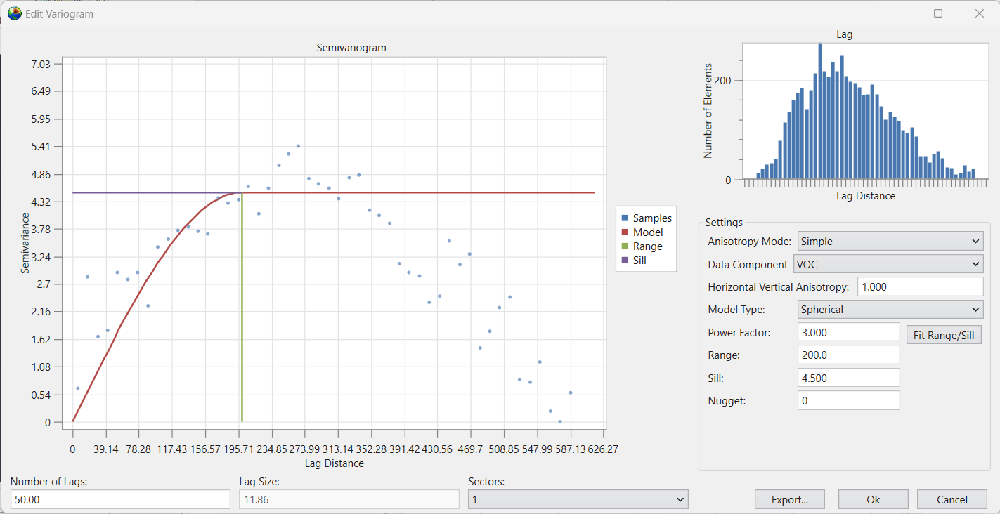 Edit Variogram
Semivariogram
7.03
6.49
5.95
5.41
4.86
4.32
3.78
3.24
2.7
2.16
1.62
1.08
0.54
0
Semivariance
0 39.14 78.28 117.43 156.57 195.71 234.85 273.99 313.14 352.28 391.42 430.56 469.7 508.85 547.99 587.13 626.27
Lag Distance
Samples
Model
Range
Sill
Lag
Number of Elements
200
0
Lag Distance
Settings
Anisotropy Mode: Simple
Data Component VOC
Horizontal Vertical Anisotropy: 1.000
Model Type: Spherical
Power Factor: 3.000 Fit Range/Sill
Range: 200.0
Sill: 4.500
Nugget: 0
Number of Lags: Lag Size: Sectors:
50.00 11.86 1 Export... Ok Cancel